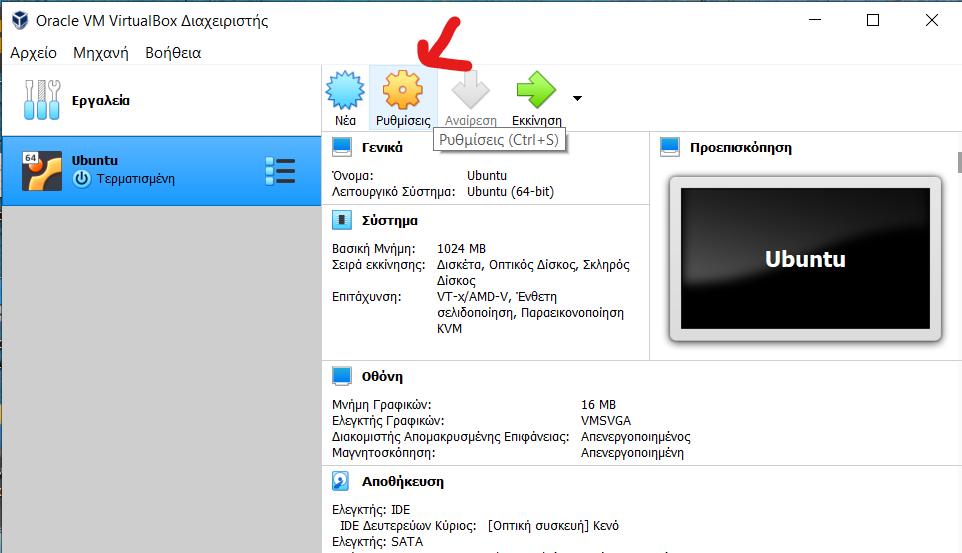 Oracle VM VirtualBox Διαχειριστής
Αρχείο Μηχανή Βοήθεια
Εργαλεία
Νέα Ρυθμίσεις Αναίρεση Εκκίνηση
Ρυθμίσεις (Ctrl+S)
64
Ubuntu
Τερματισμένη
Γενικά
Όνομα: Ubuntu
Λειτουργικό Σύστημα: Ubuntu (64-bit)
Προεπισκόπηση
Ubuntu
Σύστημα
Βασική Μνήμη: 1024 MB
Σειρά εκκίνησης: Δισκέτα, Οπτικός Δίσκος, Σκληρός
Δίσκος
Επιτάχυνση: VT-x/AMD-V, Ένθετη
σελιδοποίηση, Παραεικονοποίηση
KVM
Οθόνη
Μνήμη Γραφικών: 16 MB
Ελεγκτής Γραφικών: VMSVGA
Διακομιστής Απομακρυσμένης Επιφάνειας: Απενεργοποιημένος
Μαγνητοσκόπηση: Απενεργοποιημένη
Αποθήκευση
Ελεγκτής: IDE
IDE Δευτερεύων Κύριος: [Οπτική συσκευή] Κενό
Ελεγκτής: SATA